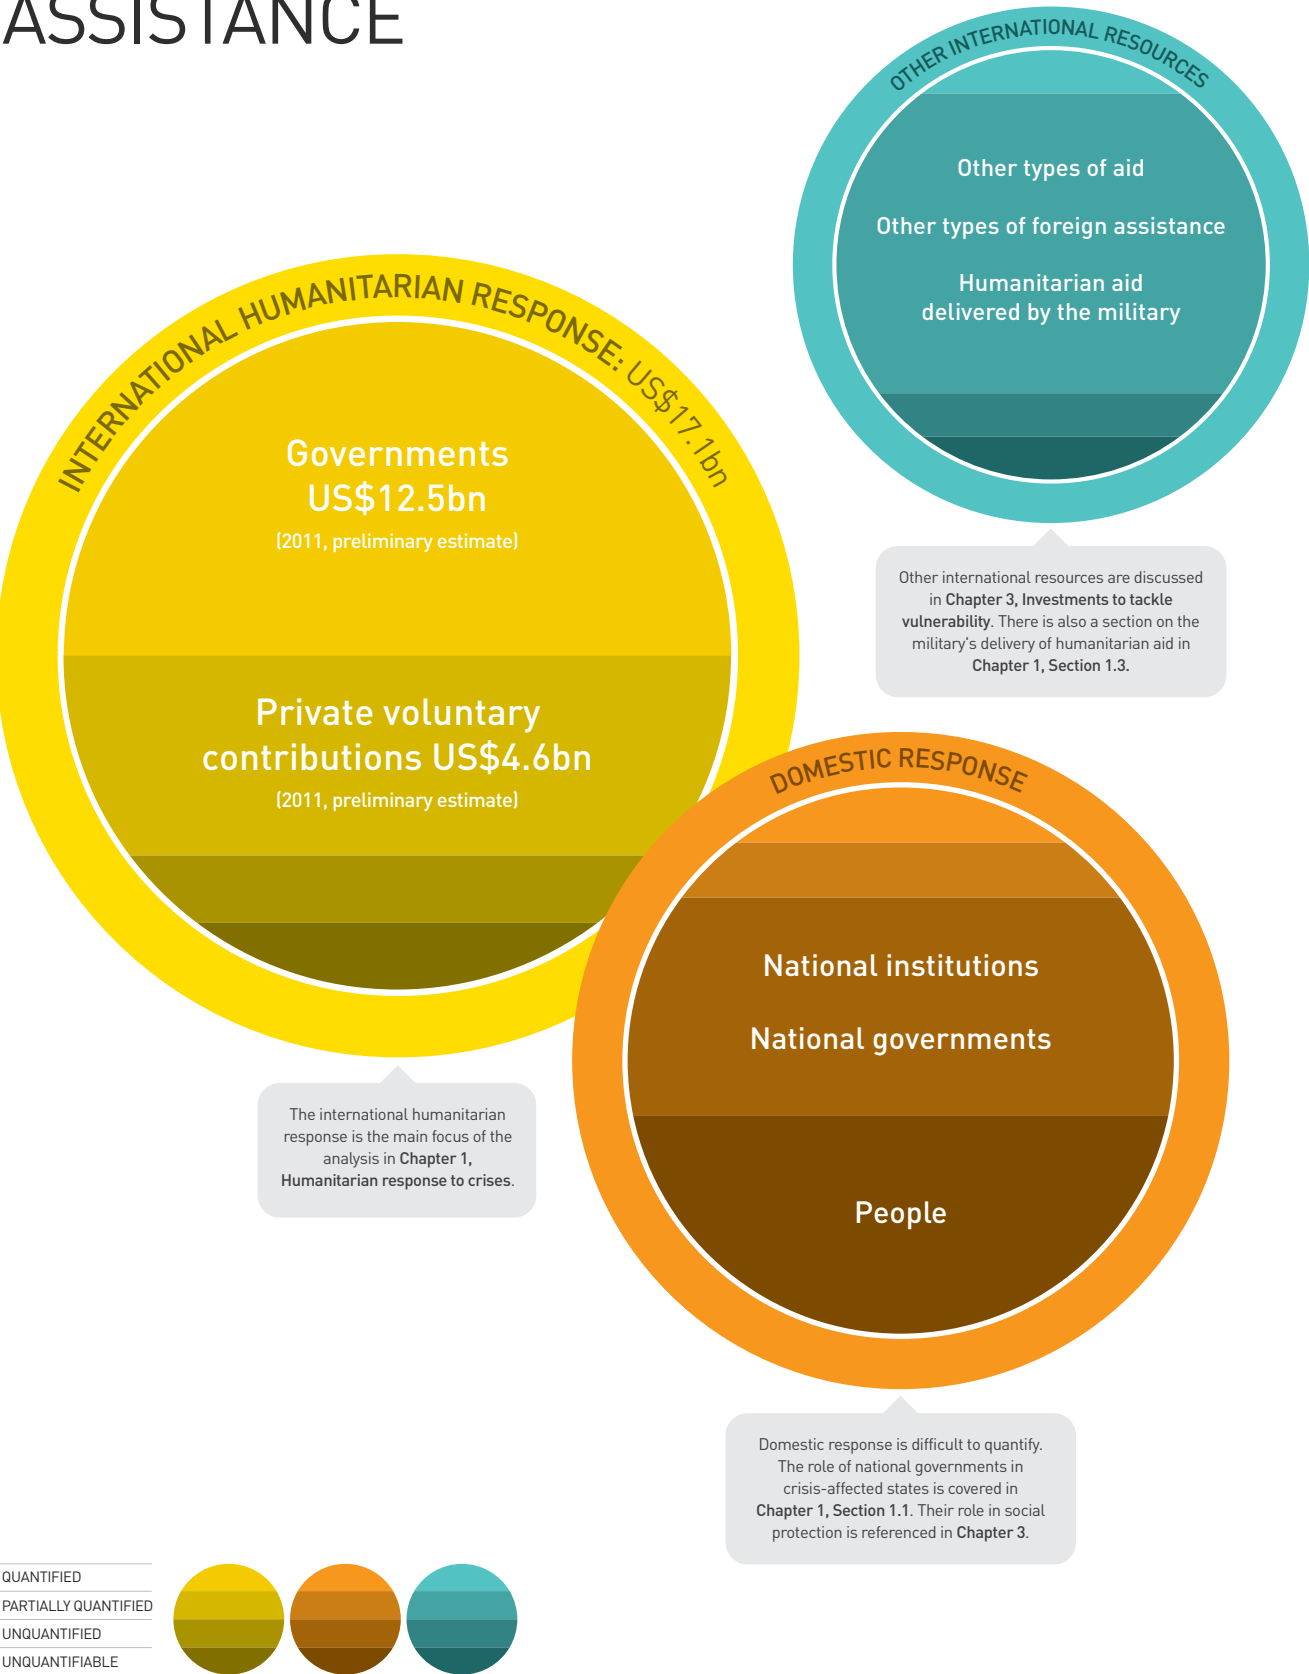 ASSISTANCE
OTHER INTERNATIONAL RESOURCES
Other types of aid
Other types of foreign assistance
Humanitarian aid
delivered by the military
Other international resources are discussed
in Chapter 3, Investments to tackle
vulnerability. There is also a section on the
military's delivery of humanitarian aid in
Chapter 1, Section 1.3.
INTERNATIONAL HUMANITARIAN RESPONSE: US$17.1bn
Governments
US$12.5bn
(2011, preliminary estimate)
Private voluntary
contributions US$4.6bn
(2011, preliminary estimate)
The international humanitarian
response is the main focus of the
analysis in Chapter 1,
Humanitarian response to crises.
DOMESTIC RESPONSE
National institutions
National governments
People
Domestic response is difficult to quantify.
The role of national governments in
crisis-affected states is covered in
Chapter 1, Section 1.1. Their role in social
protection is referenced in Chapter 3.
QUANTIFIED
PARTIALLY QUANTIFIED
UNQUANTIFIED
UNQUANTIFIABLE